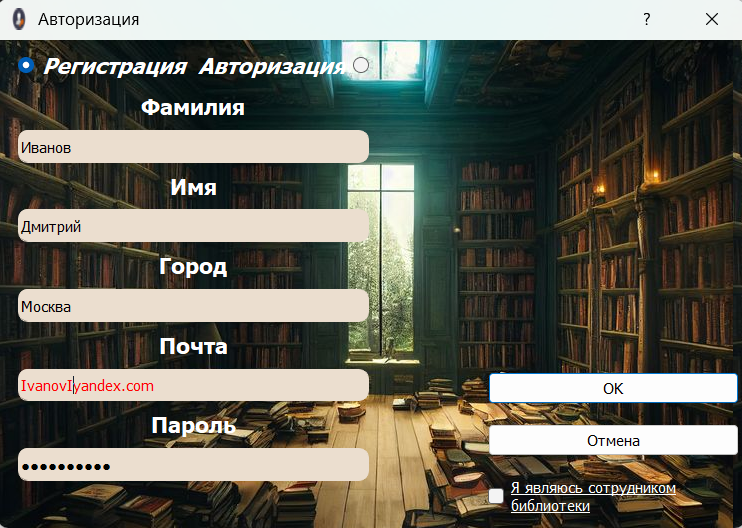 Авторизация
?
Регистрация Авторизация
Фамилия
Иванов
Имя
Дмитрий
Город
Москва
Почта
IvanovIyandex.com
Пароль
●●●●●●●●●●
OK
Отмена
Я являюсь сотрудником
библиотеки